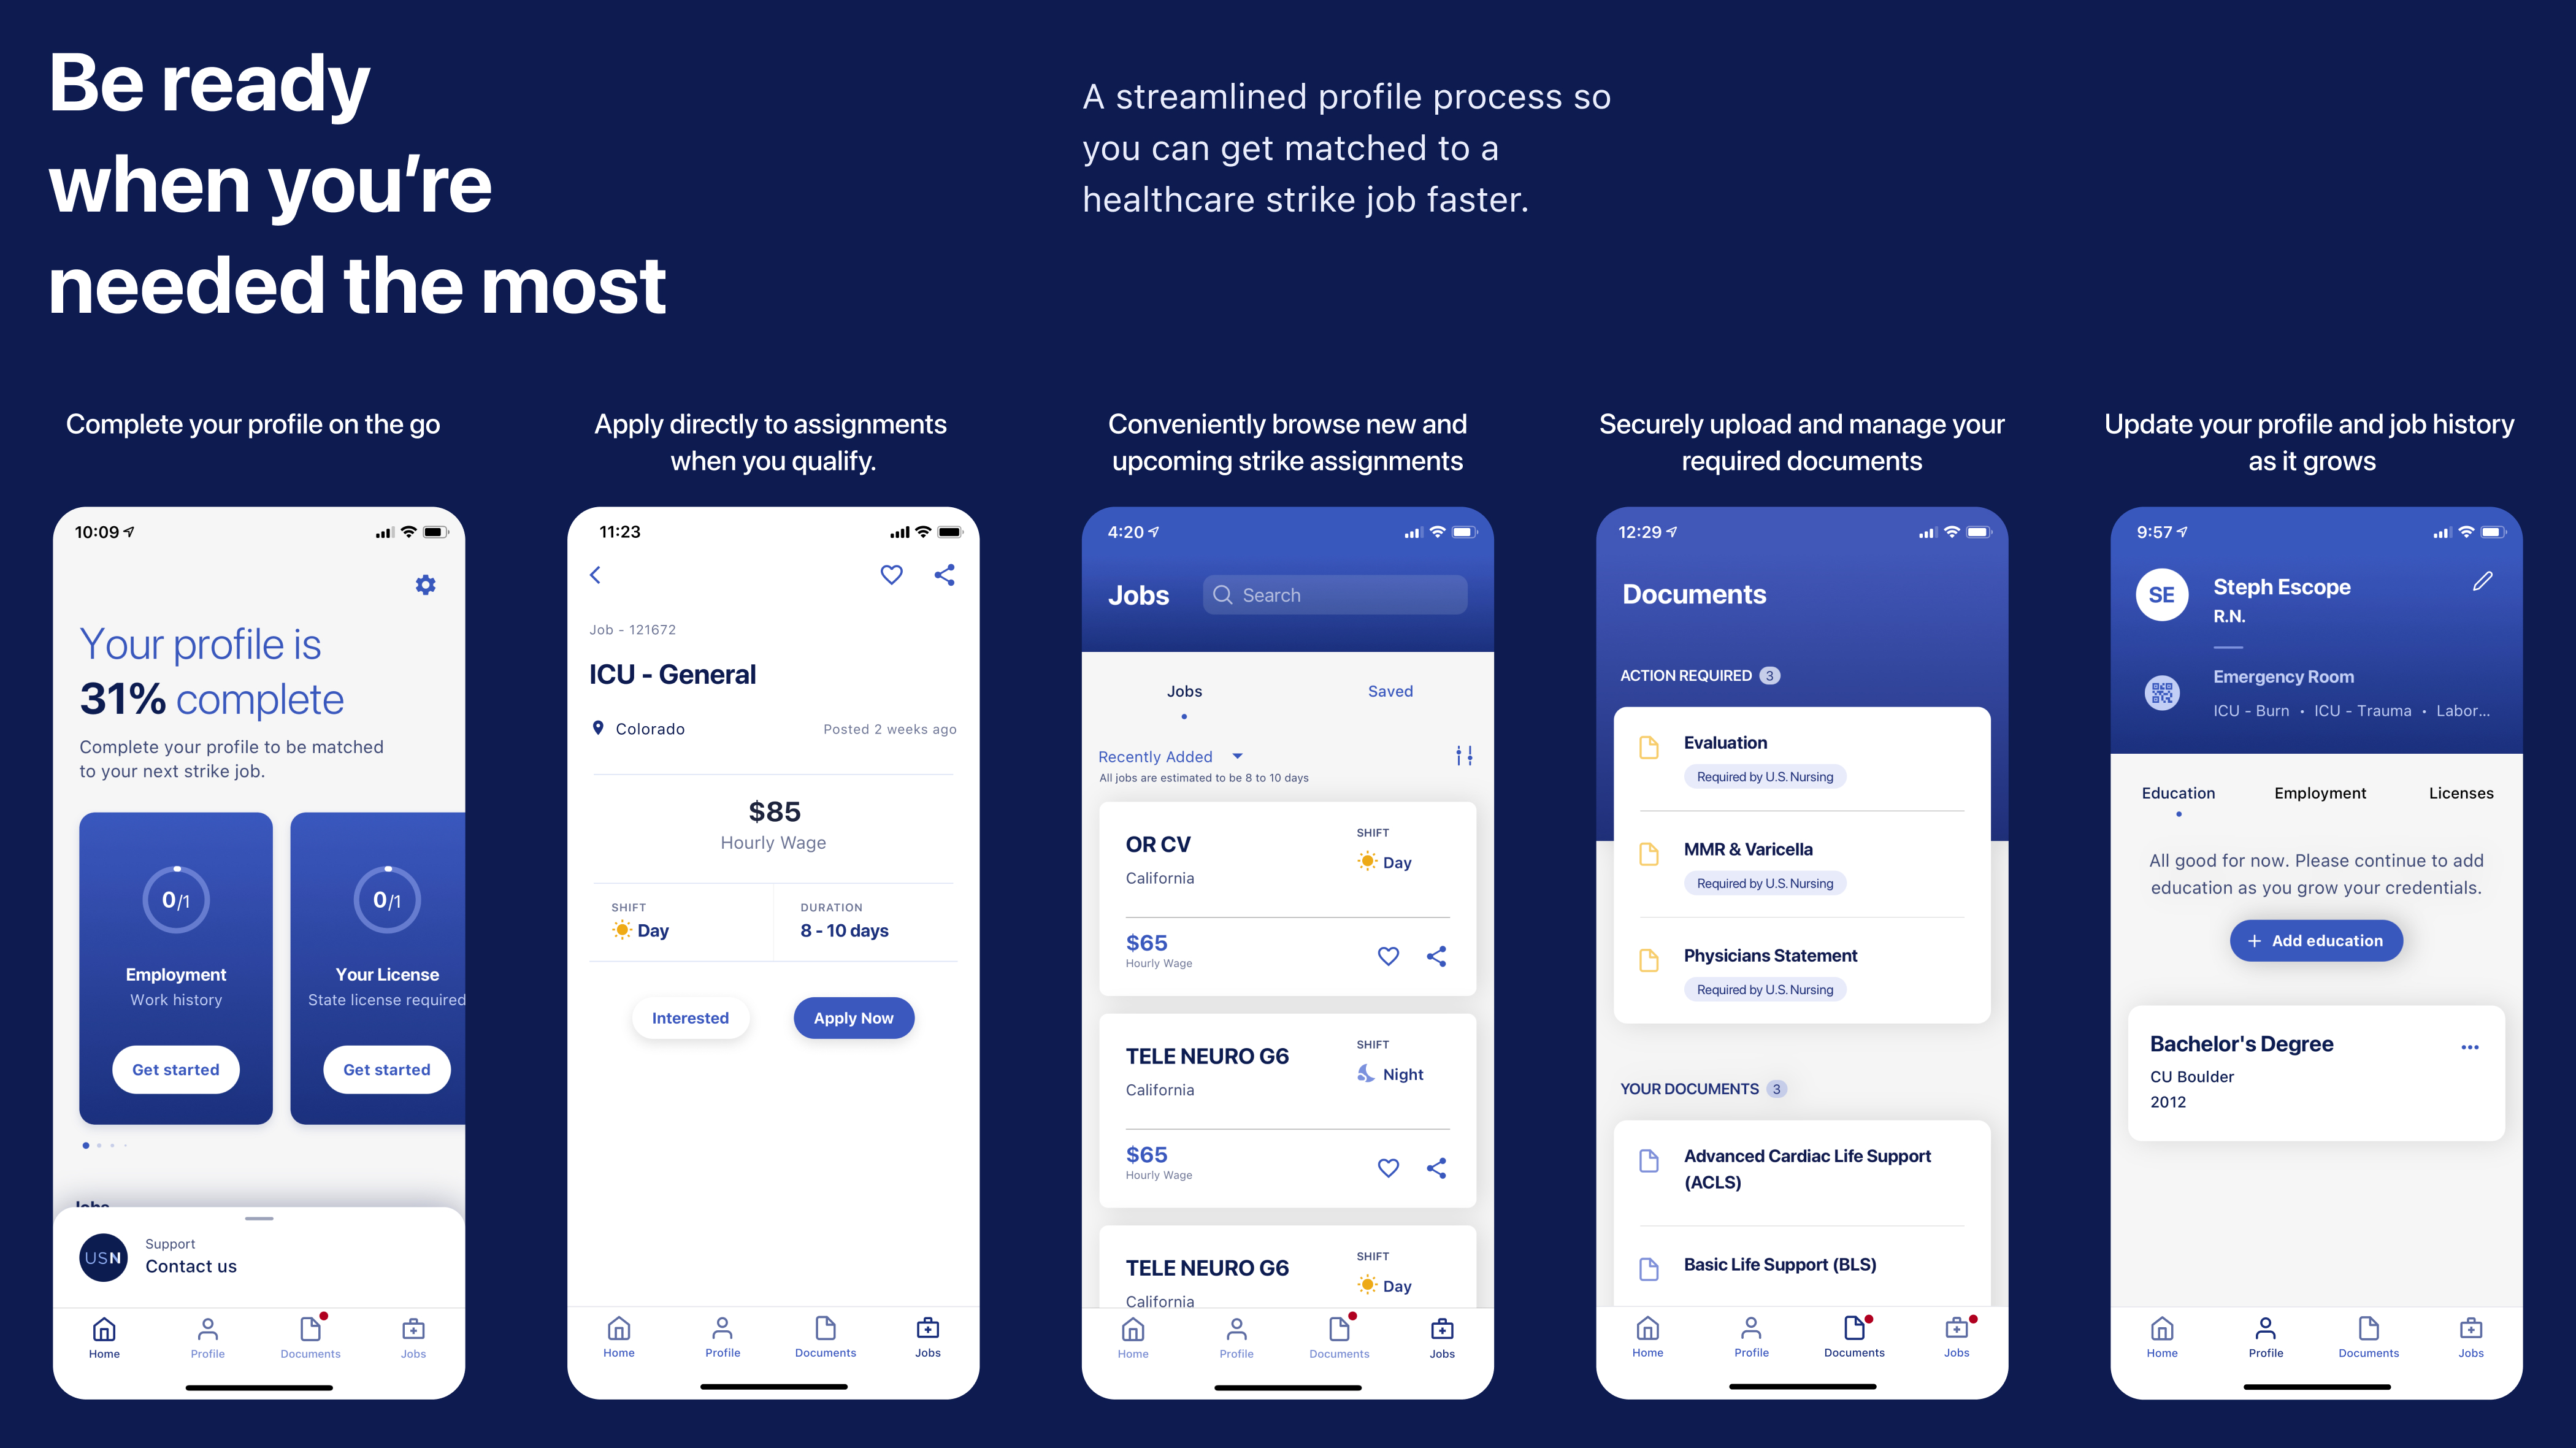 Be ready
when you’re
needed the most
A streamlined profile process so
you can get matched to a
healthcare strike job faster.
Complete your profile on the go
10:09
Your profile is
31% complete
Complete your profile to be matched
to your next strike job.
0/1
Employment
Work history
Get started
0/1
Your License
State license required
Get started
Jobs
USN
Support
Contact us
Home
Profile
Documents
Jobs
Apply directly to assignments
when you qualify.
11:23
Job - 121672
ICU - General
Colorado
Posted 2 weeks ago
$85
Hourly Wage
SHIFT
Day
DURATION
8 - 10 days
Interested
Apply Now
Home
Profile
Documents
Jobs
Conveniently browse new and
upcoming strike assignments
4:20
Jobs
Search
Jobs
Saved
Recently Added
All jobs are estimated to be 8 to 10 days
OR CV
California
SHIFT
Day
$65
Hourly Wage
TELE NEURO G6
California
SHIFT
Night
$65
Hourly Wage
TELE NEURO G6
California
SHIFT
Day
Home
Profile
Documents
Jobs
Securely upload and manage your
required documents
12:29
Documents
ACTION REQUIRED 3
Evaluation
Required by U.S. Nursing
MMR & Varicella
Required by U.S. Nursing
Physicians Statement
Required by U.S. Nursing
YOUR DOCUMENTS 3
Advanced Cardiac Life Support
(ACLS)
Basic Life Support (BLS)
Home
Profile
Documents
Jobs
Update your profile and job history
as it grows
9:57
SE
Steph Escope
R.N.
Emergency Room
ICU - Burn • ICU - Trauma • Labor...
Education
Employment
Licenses
All good for now. Please continue to add
education as you grow your credentials.
+ Add education
Bachelor's Degree
CU Boulder
2012
Home
Profile
Documents
Jobs